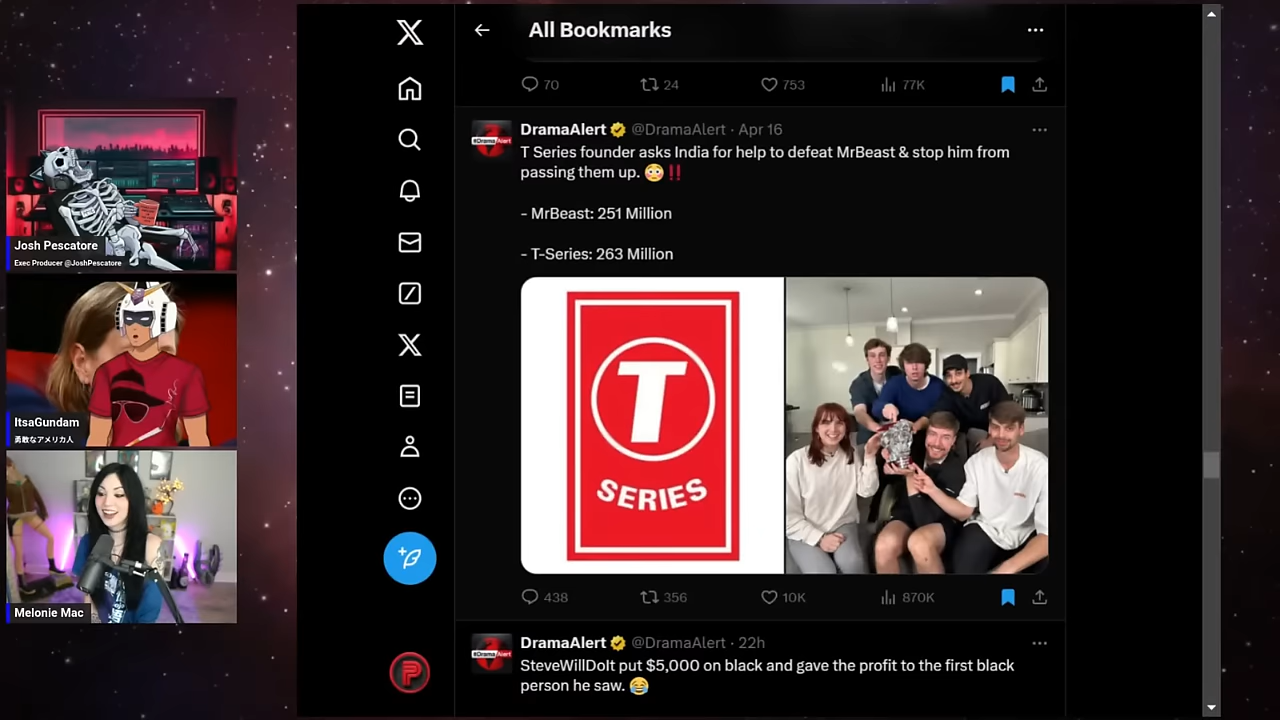 All Bookmarks
70
24
753
77K
DramaAlert @DramaAlert · Apr 16
T Series founder asks India for help to defeat MrBeast & stop him from
passing them up. 😳‼️
- MrBeast: 251 Million
- T-Series: 263 Million
T
SERIES
438
356
10K
870K
DramaAlert @DramaAlert · 22h
SteveWillDoIt put $5,000 on black and gave the profit to the first black
person he saw. 😂
Josh Pescatore
Exec Producer @JoshPescatore
ItsaGundam
勇敢なアメリカ人
Melonie Mac
#DramaAlert
#DramaAlert